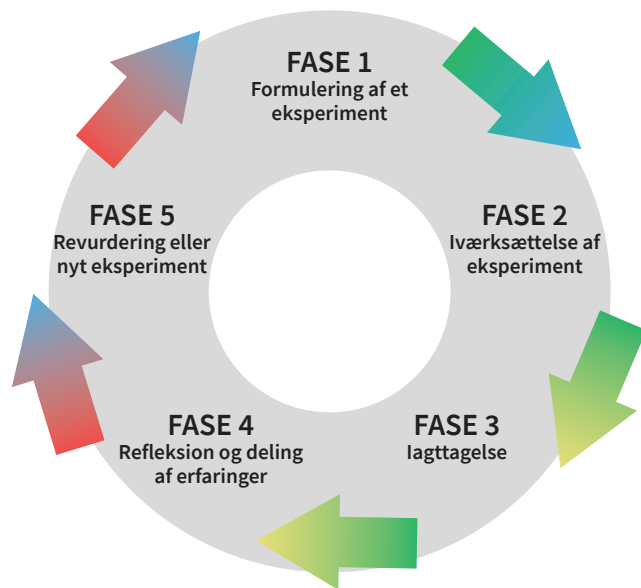 FASE 1
Formulering af et
eksperiment
FASE 2
Iværksættelse af
eksperiment
FASE 3
Iagttagelse
FASE 4
Refleksion og deling
af erfaringer
FASE 5
Revurdering eller
nyt eksperiment